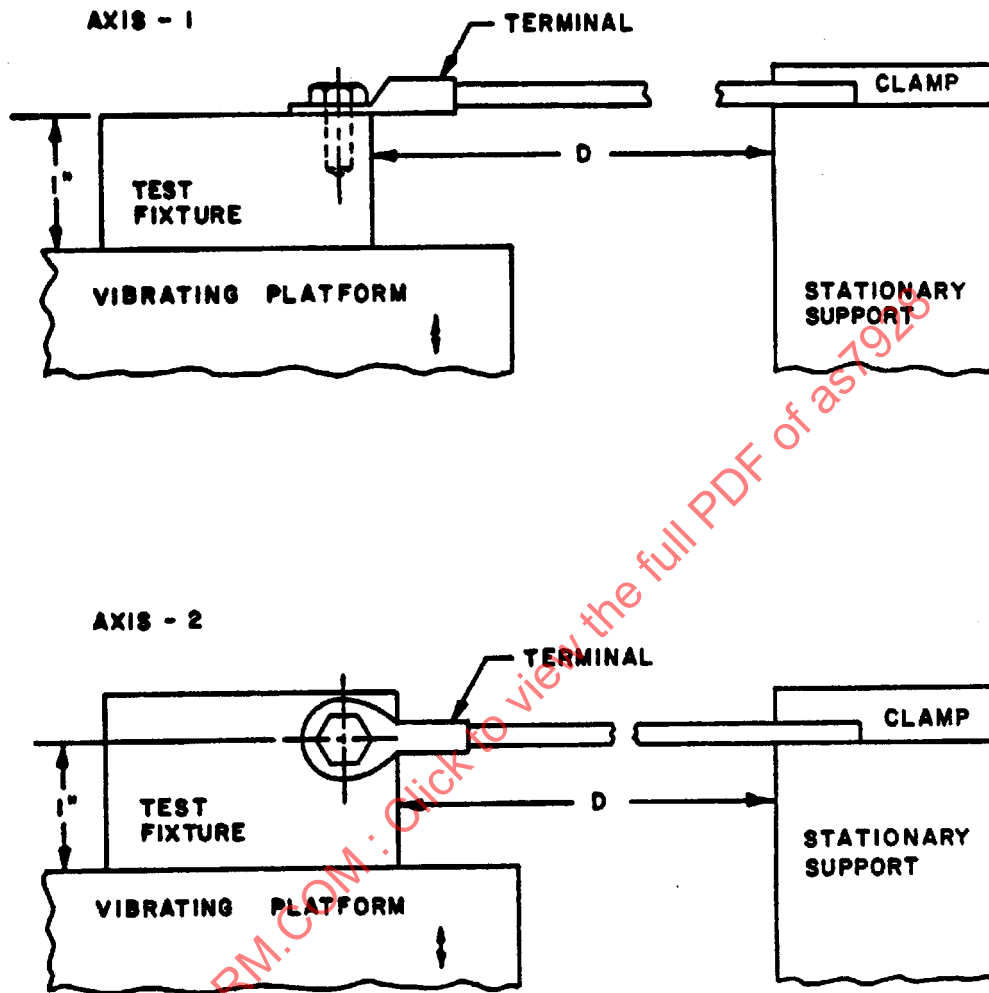 AXIS - 1
TERMINAL
CLAMP
D
1"
TEST
FIXTURE
VIBRATING PLATFORM
STATIONARY
SUPPORT
AXIS - 2
TERMINAL
CLAMP
D
1"
TEST
FIXTURE
VIBRATING PLATFORM
STATIONARY
SUPPORT
RM.COM : Click to view the full PDF of as7928